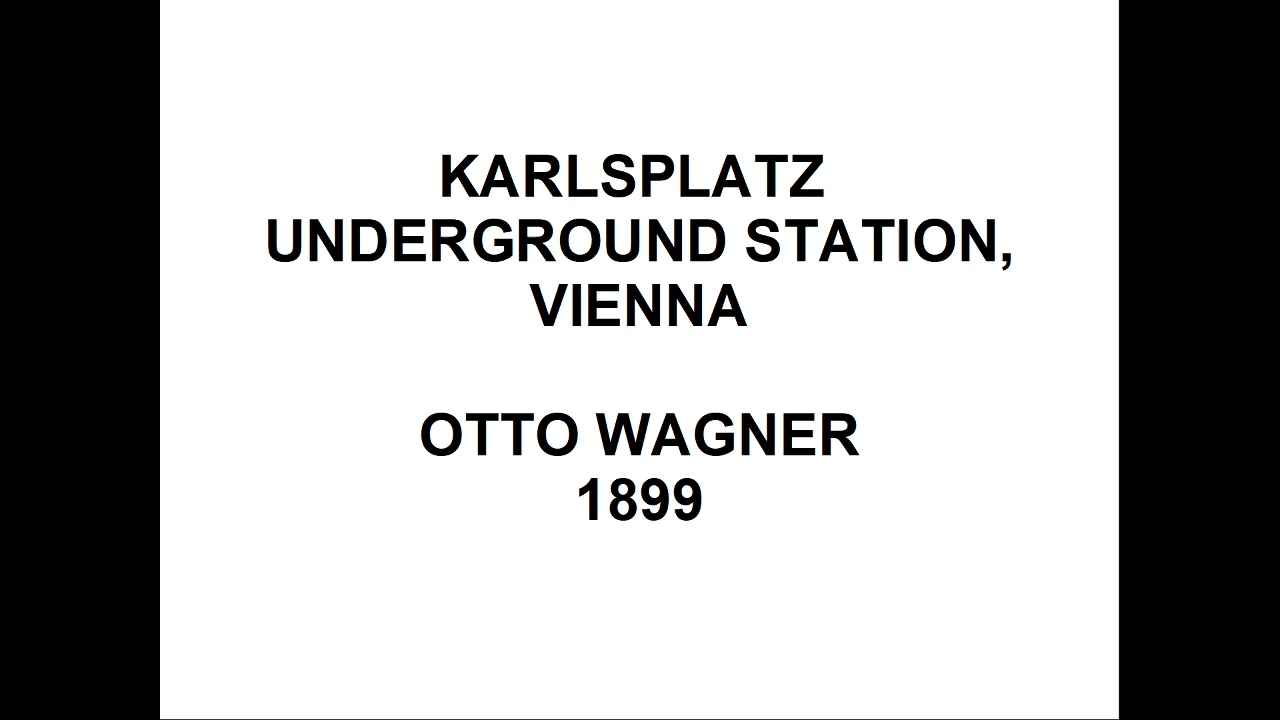 KARLSPLATZ
UNDERGROUND STATION,
VIENNA
OTTO WAGNER
1899